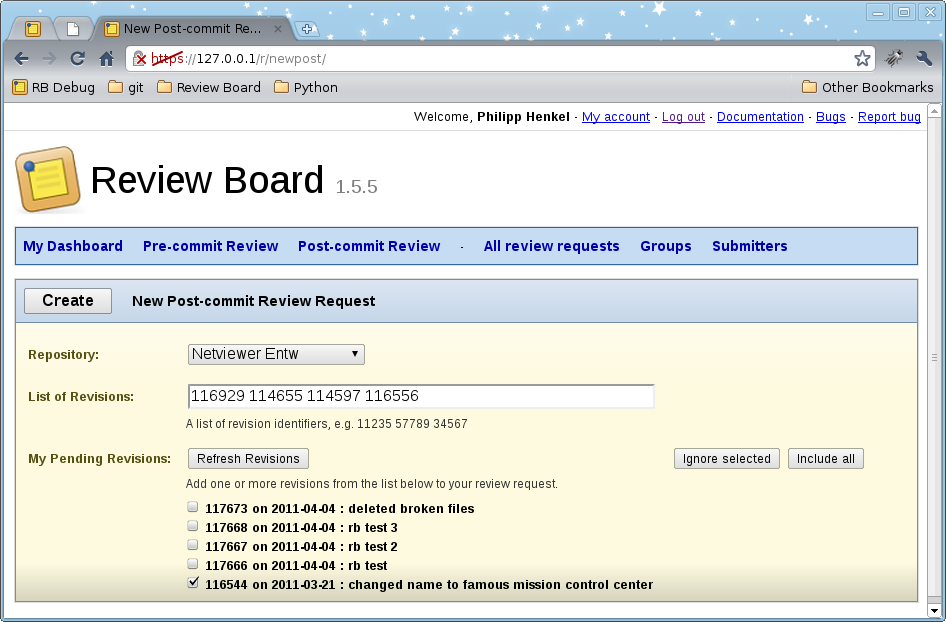 New Post-commit Re...
https://127.0.0.1/r/newpost/
RB Debug git Review Board Python Other Bookmarks
Welcome, Philipp Henkel - My account - Log out - Documentation - Bugs - Report bug
Review Board 1.5.5
My Dashboard Pre-commit Review Post-commit Review - All review requests Groups Submitters
Create New Post-commit Review Request
Repository: Netviewer Entw
List of Revisions: 116929 114655 114597 116556
A list of revision identifiers, e.g. 11235 57789 34567
My Pending Revisions: Refresh Revisions Ignore selected Include all
Add one or more revisions from the list below to your review request.
117673 on 2011-04-04 : deleted broken files
117668 on 2011-04-04 : rb test 3
117667 on 2011-04-04 : rb test 2
117666 on 2011-04-04 : rb test
116544 on 2011-03-21 : changed name to famous mission control center